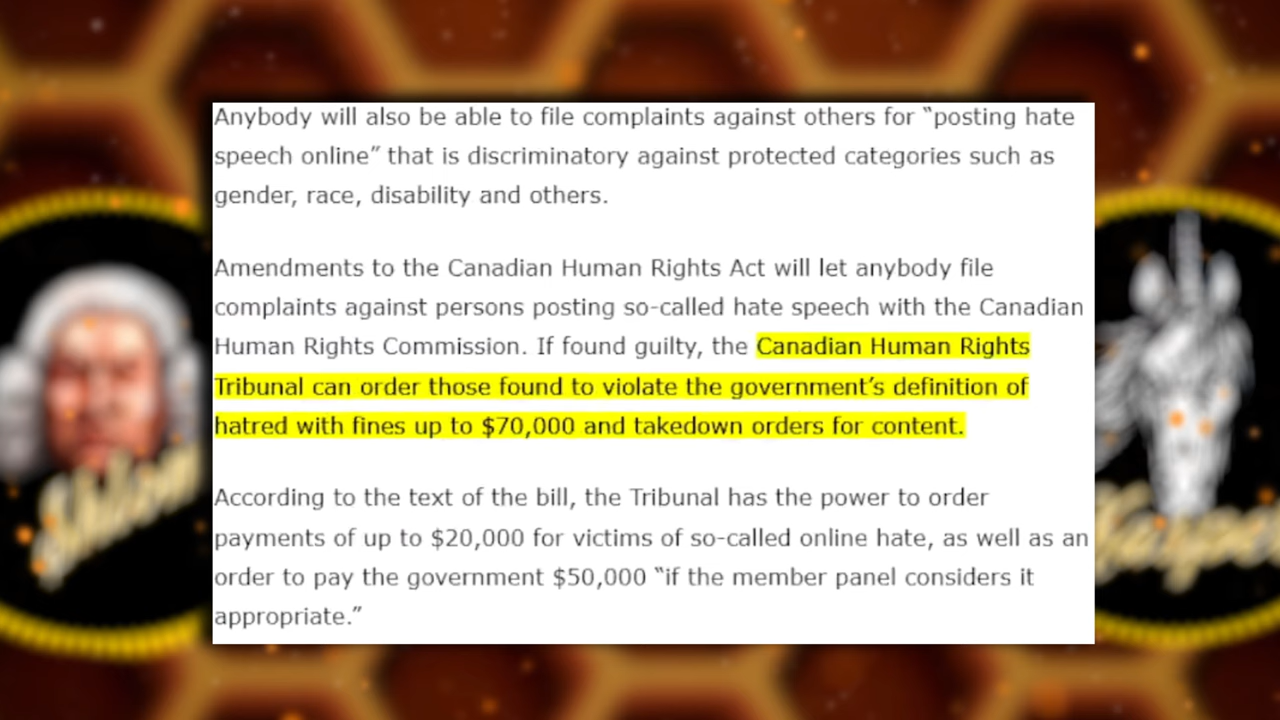 Anybody will also be able to file complaints against others for “posting hate
speech online” that is discriminatory against protected categories such as
gender, race, disability and others.
Amendments to the Canadian Human Rights Act will let anybody file
complaints against persons posting so-called hate speech with the Canadian
Human Rights Commission. If found guilty, the Canadian Human Rights
Tribunal can order those found to violate the government’s definition of
hatred with fines up to $70,000 and takedown orders for content.
According to the text of the bill, the Tribunal has the power to order
payments of up to $20,000 for victims of so-called online hate, as well as an
order to pay the government $50,000 “if the member panel considers it
appropriate.”